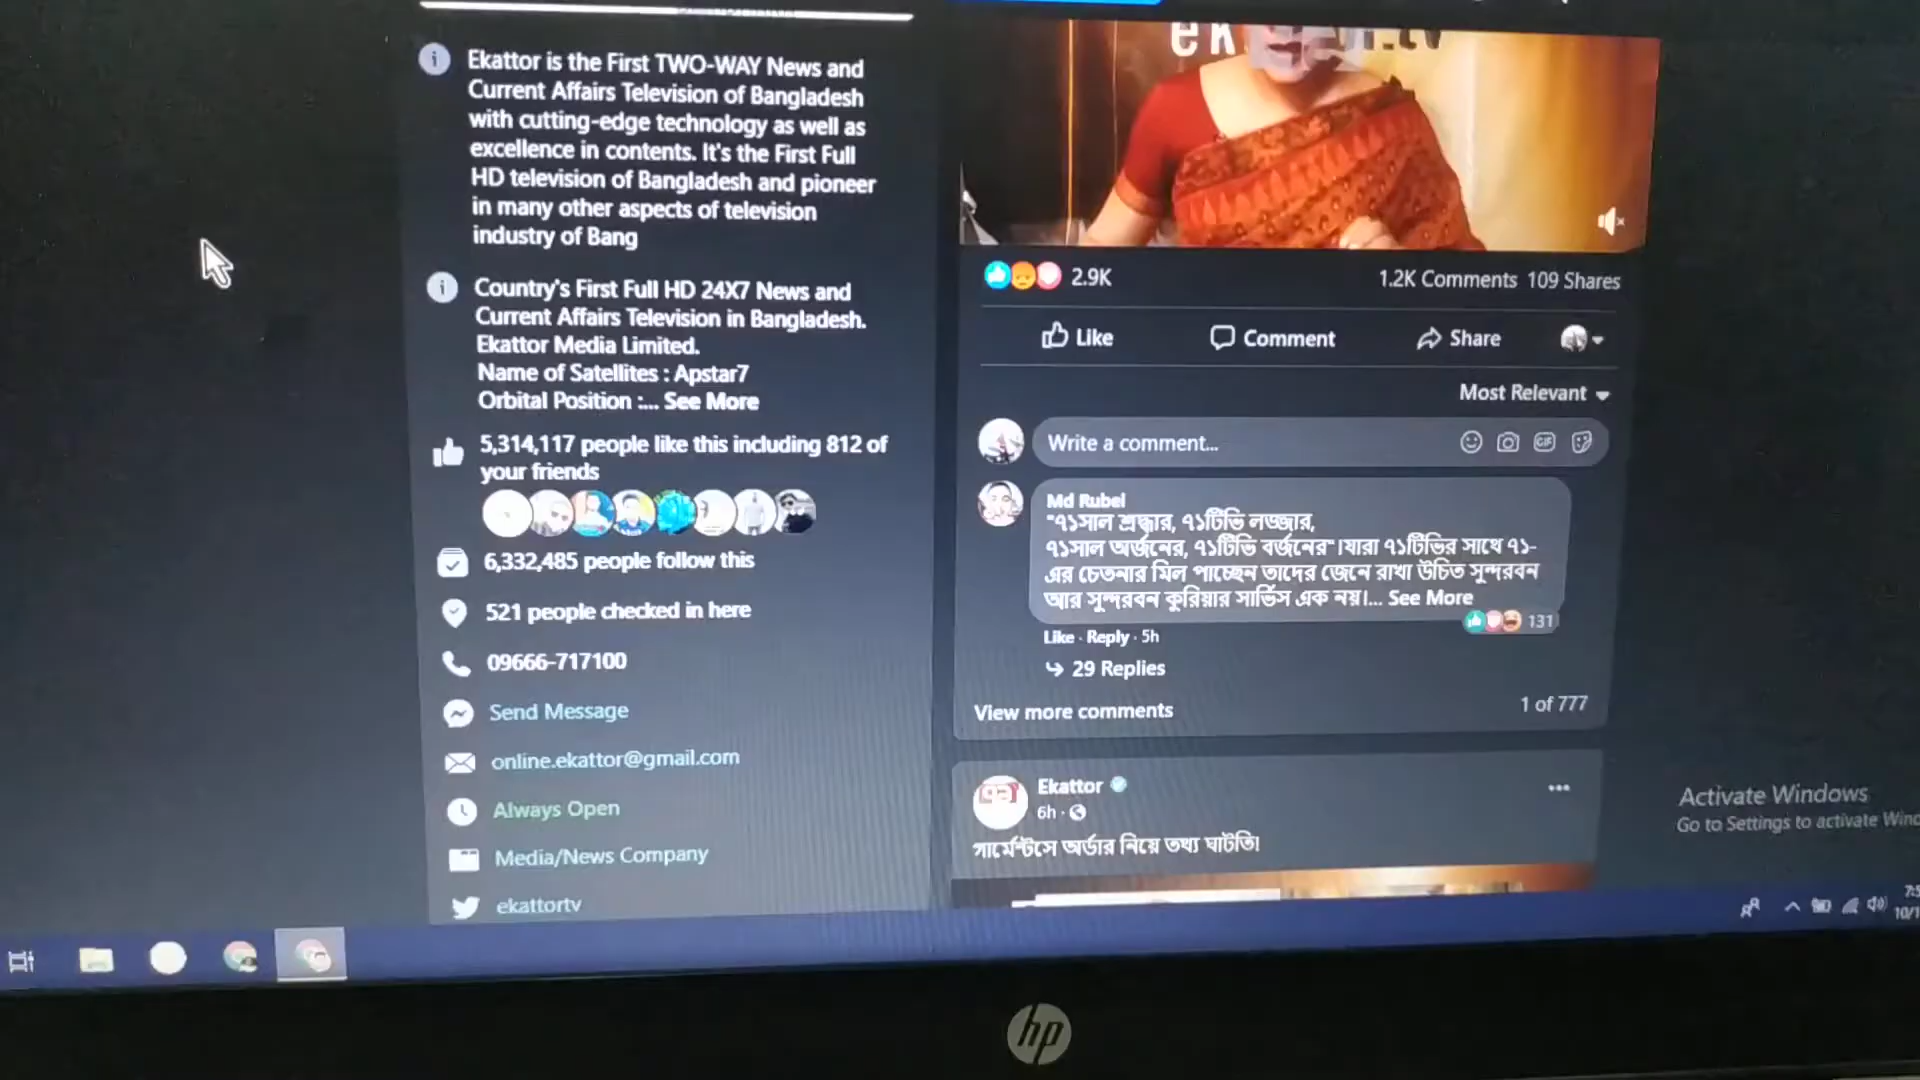 Ekattor is the First TWO-WAY News and
Current Affairs Television of Bangladesh
with cutting-edge technology as well as
excellence in contents. It's the First Full
HD television of Bangladesh and pioneer
in many other aspects of television
industry of Bang
Country's First Full HD 24X7 News and
Current Affairs Television in Bangladesh.
Ekattor Media Limited.
Name of Satellites : Apstar7
Orbital Position :... See More
5,314,117 people like this including 812 of
your friends
6,332,485 people follow this
521 people checked in here
09666-717100
Send Message
online.ekattor@gmail.com
Always Open
Media/News Company
ekattortv
2.9K
1.2K Comments 109 Shares
Like Comment Share
Most Relevant
Write a comment...
GIF
Md Rubel
"৭১সাল শ্রদ্ধার, ৭১টিভি লজ্জার,
৭১সাল অর্জনের, ৭১টিভি বর্জনের"।যারা ৭১টিভির সাথে ৭১-
এর চেতনার মিল পাচ্ছেন তাদের জেনে রাখা উচিত সুন্দরবন
আর সুন্দরবন কুরিয়ার সার্ভিস এক নয়।... See More
131
Like · Reply · 5h
29 Replies
View more comments
1 of 777
Ekattor
6h ·
গার্মেন্টসে অর্ডার নিয়ে তথ্য ঘাটতি।
Activate Windows
Go to Settings to activate
hp